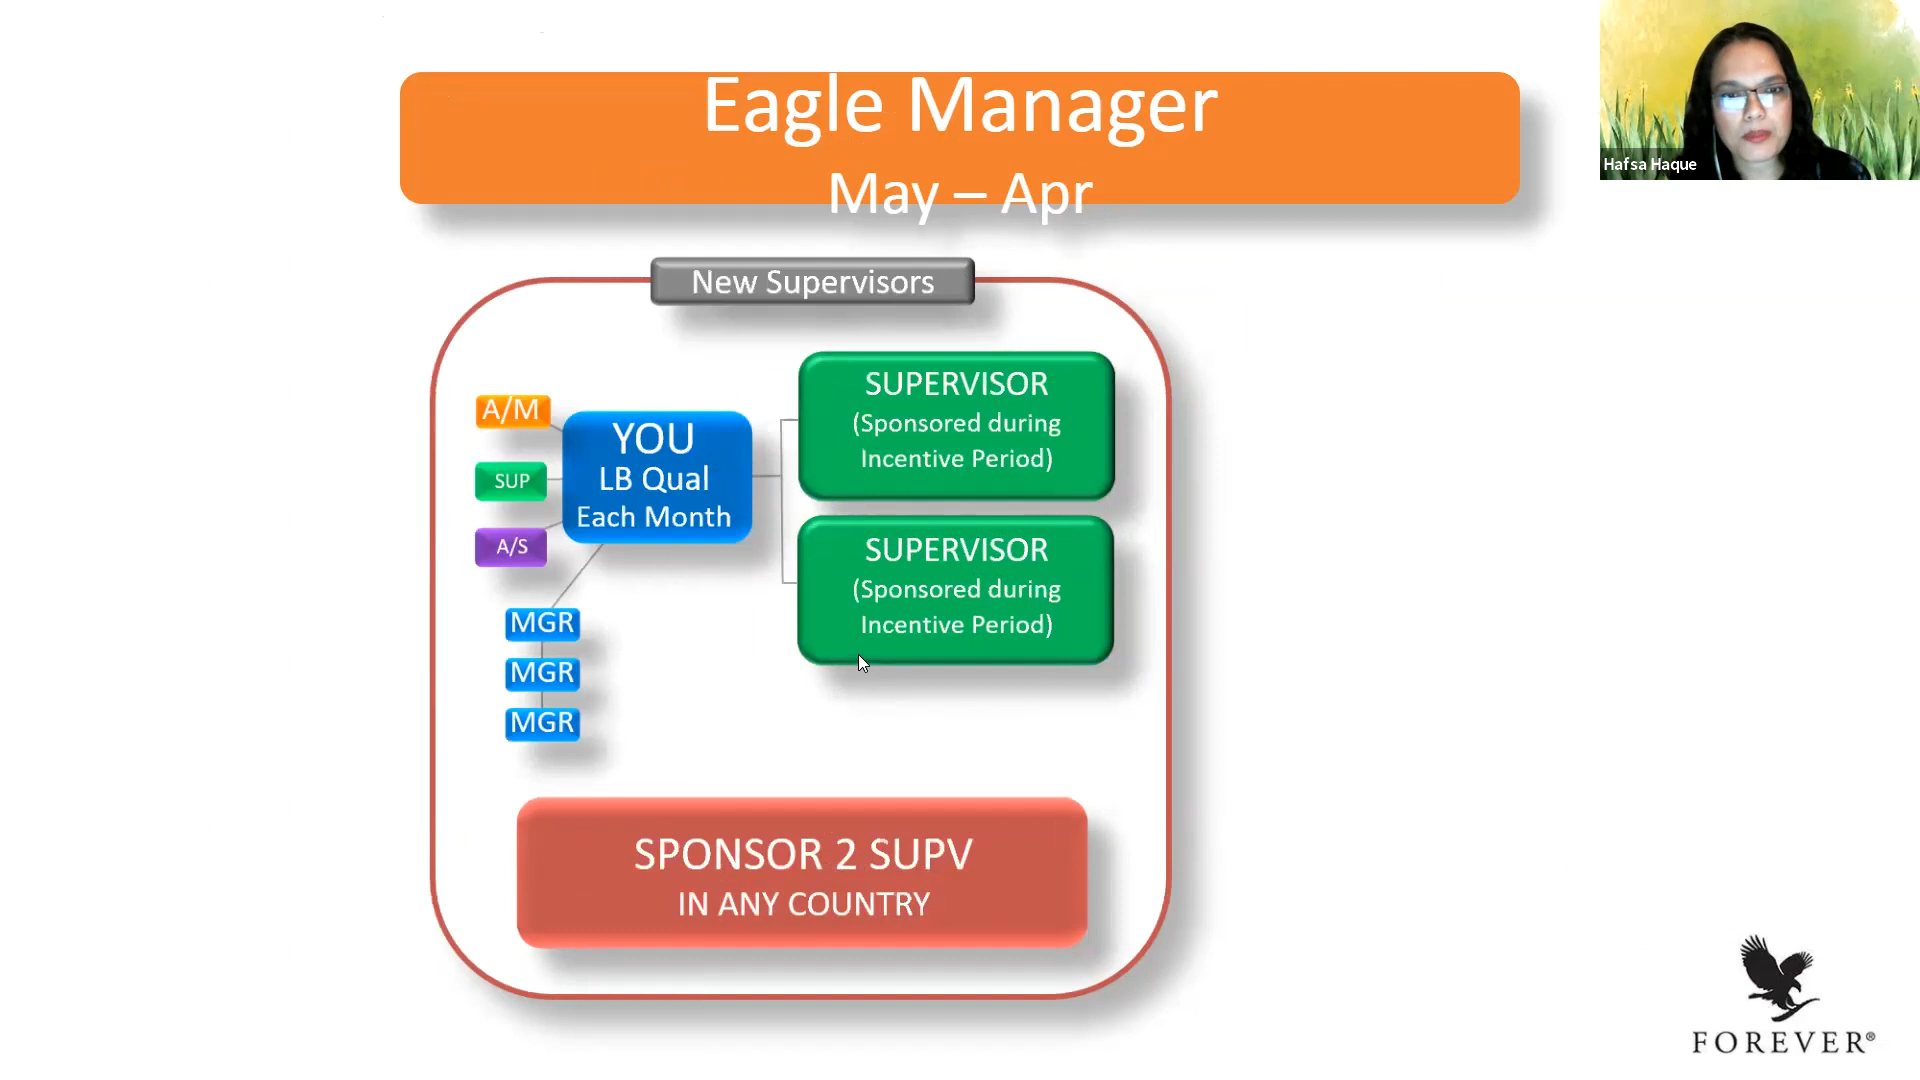 Eagle Manager
May – Apr
Hafsa Haque
New Supervisors
A/M
SUP
A/S
YOU
LB Qual
Each Month
MGR
MGR
MGR
SUPERVISOR
(Sponsored during
Incentive Period)
SUPERVISOR
(Sponsored during
Incentive Period)
SPONSOR 2 SUPV
IN ANY COUNTRY
FOREVER®